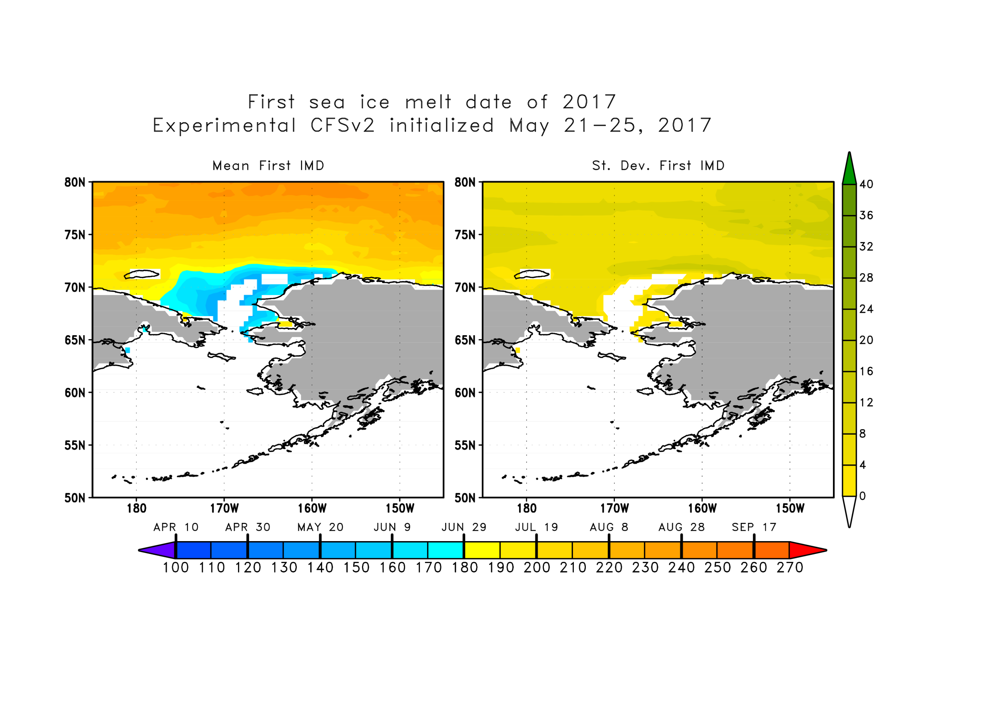 First sea ice melt date of 2017
Experimental CFSv2 initialized May 21-25, 2017
Mean First IMD
St. Dev. First IMD
80N
75N
70N
65N
60N
55N
50N
180
170W
160W
150W
80N
75N
70N
65N
60N
55N
50N
180
170W
160W
150W
40
36
32
28
24
20
16
12
8
4
0
APR 10 APR 30 MAY 20 JUN 9 JUN 29 JUL 19 AUG 8 AUG 28 SEP 17
100 110 120 130 140 150 160 170 180 190 200 210 220 230 240 250 260 270